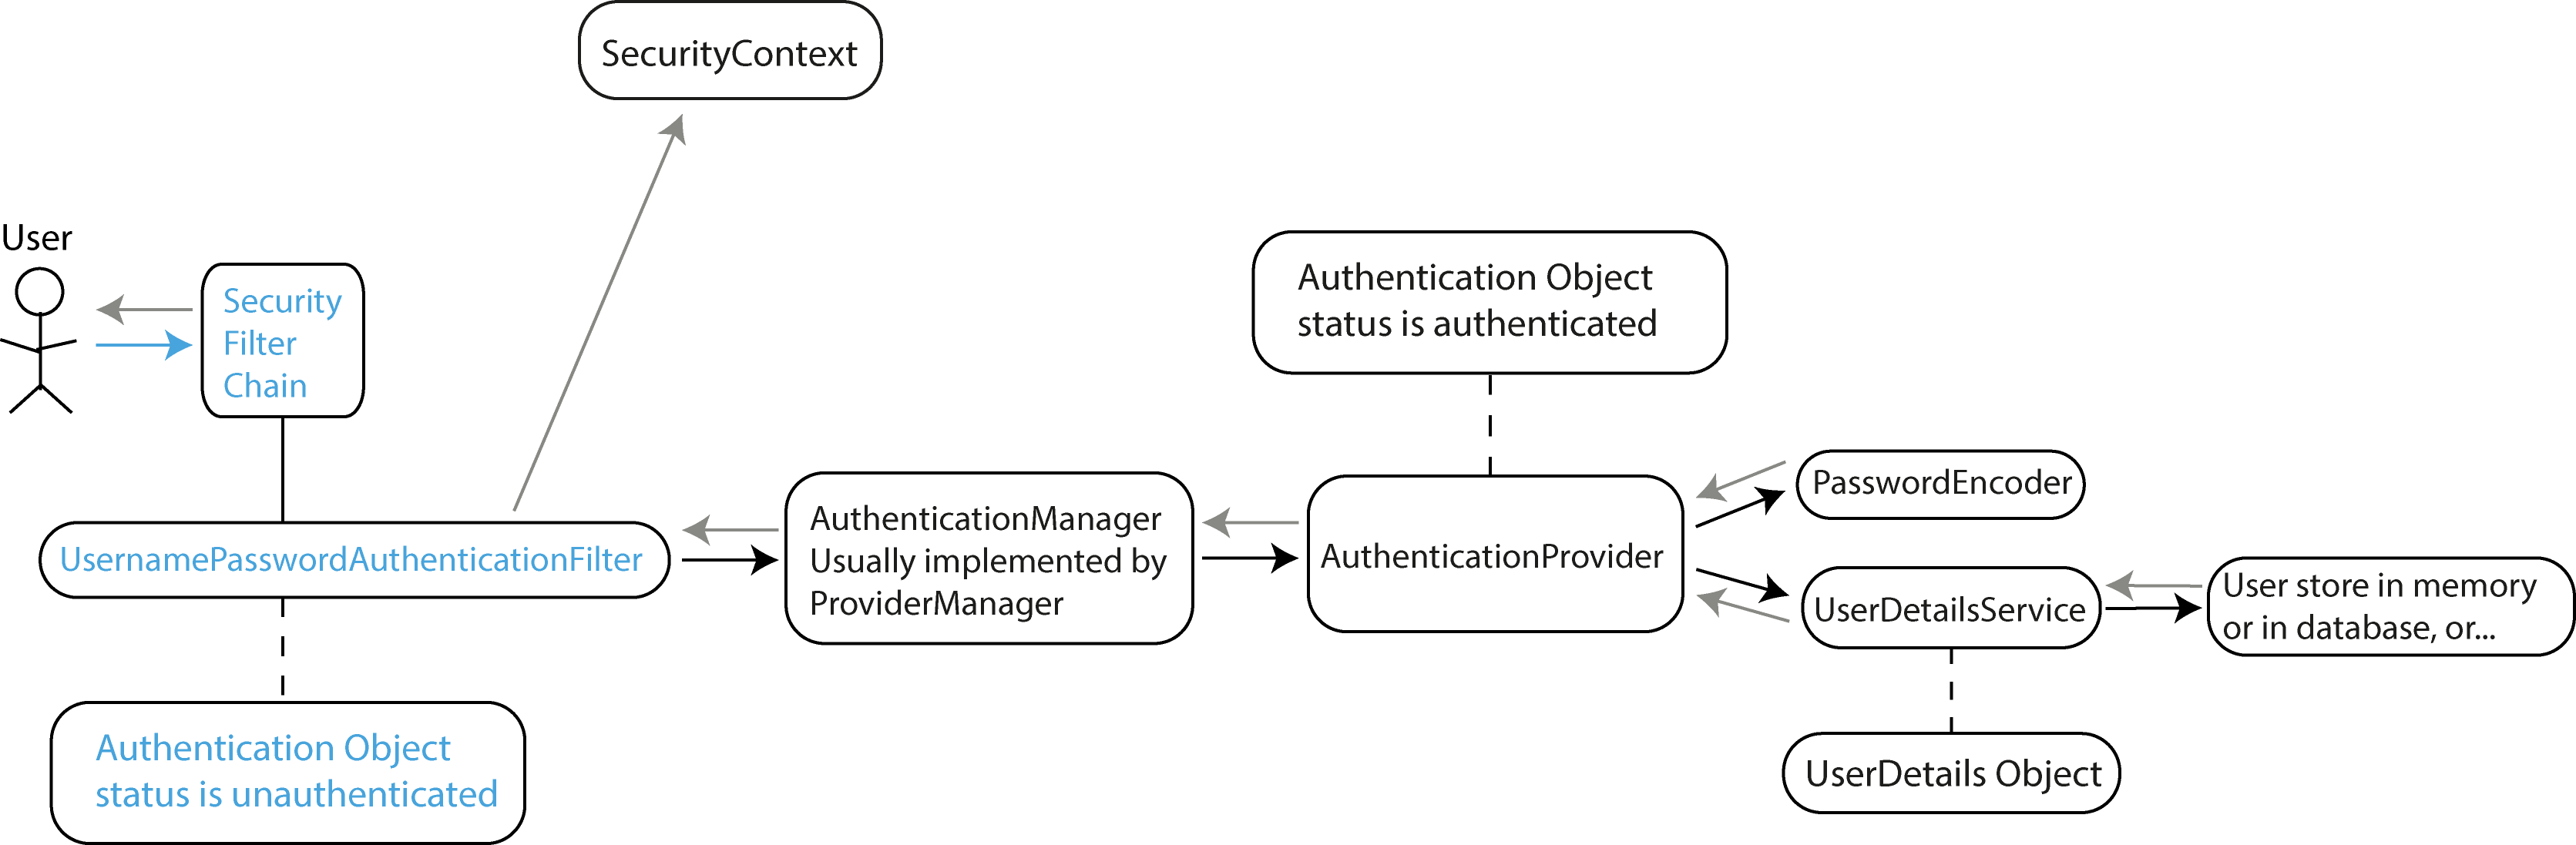 SecurityContext
User
Security
Filter
Chain
Authentication Object
status is authenticated
UsernamePasswordAuthenticationFilter
AuthenticationManager
Usually implemented by
ProviderManager
AuthenticationProvider
PasswordEncoder
UserDetailsService
User store in memory
or in database, or...
Authentication Object
status is unauthenticated
UserDetails Object